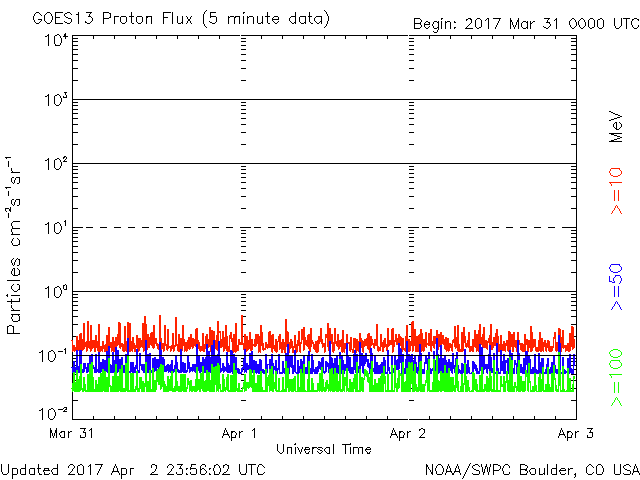 GOES13 Proton Flux (5 minute data) Begin: 2017 Mar 31 0000 UTC
10⁴
10³
10²
10¹
10⁰
10⁻¹
10⁻²
Particles cm⁻²s⁻¹sr⁻¹
MeV
>=10
>=50
>=100
Mar 31 Apr 1 Apr 2 Apr 3
Universal Time
Updated 2017 Apr 2 23:56:02 UTC NOAA/SWPC Boulder, CO USA